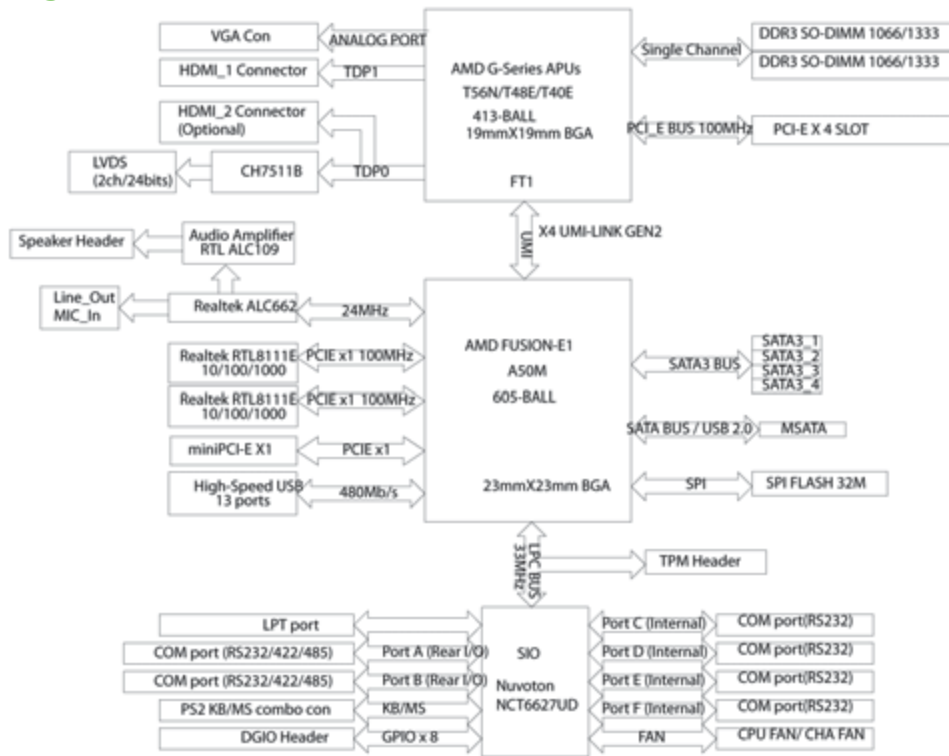 VGA Con
ANALOG PORT
HDMI_1 Connector
TDP1
HDMI_2 Connector
(Optional)
LVDS
(2ch/24bits)
CH7511B
TDP0
AMD G-Series APUs
T56N/T48E/T40E
413-BALL
19mmX19mm BGA
FT1
Single Channel
DDR3 SO-DIMM 1066/1333
DDR3 SO-DIMM 1066/1333
PCI_E BUS 100MHz
PCI-E X 4 SLOT
UMI
X4 UMI-LINK GEN2
Speaker Header
Audio Amplifier
RTL ALC109
Line_Out
MIC_In
Realtek ALC662
24MHz
Realtek RTL8111E
10/100/1000
PCIE x1 100MHz
Realtek RTL8111E
10/100/1000
PCIE x1 100MHz
miniPCI-E X1
PCIE x1
High-Speed USB
13 ports
480Mb/s
AMD FUSION-E1
A50M
605-BALL
23mmX23mm BGA
SATA3 BUS
SATA3_1
SATA3_2
SATA3_3
SATA3_4
SATA BUS / USB 2.0
MSATA
SPI
SPI FLASH 32M
LPC BUS
33MHz
TPM Header
LPT port
COM port (RS232/422/485)
Port A (Rear I/O)
COM port (RS232/422/485)
Port B (Rear I/O)
PS2 KB/MS combo con
KB/MS
DGIO Header
GPIO x 8
SIO
Nuvoton
NCT6627UD
Port C (Internal)
COM port(RS232)
Port D (Internal)
COM port(RS232)
Port E (Internal)
COM port(RS232)
Port F (Internal)
COM port(RS232)
FAN
CPU FAN/ CHA FAN